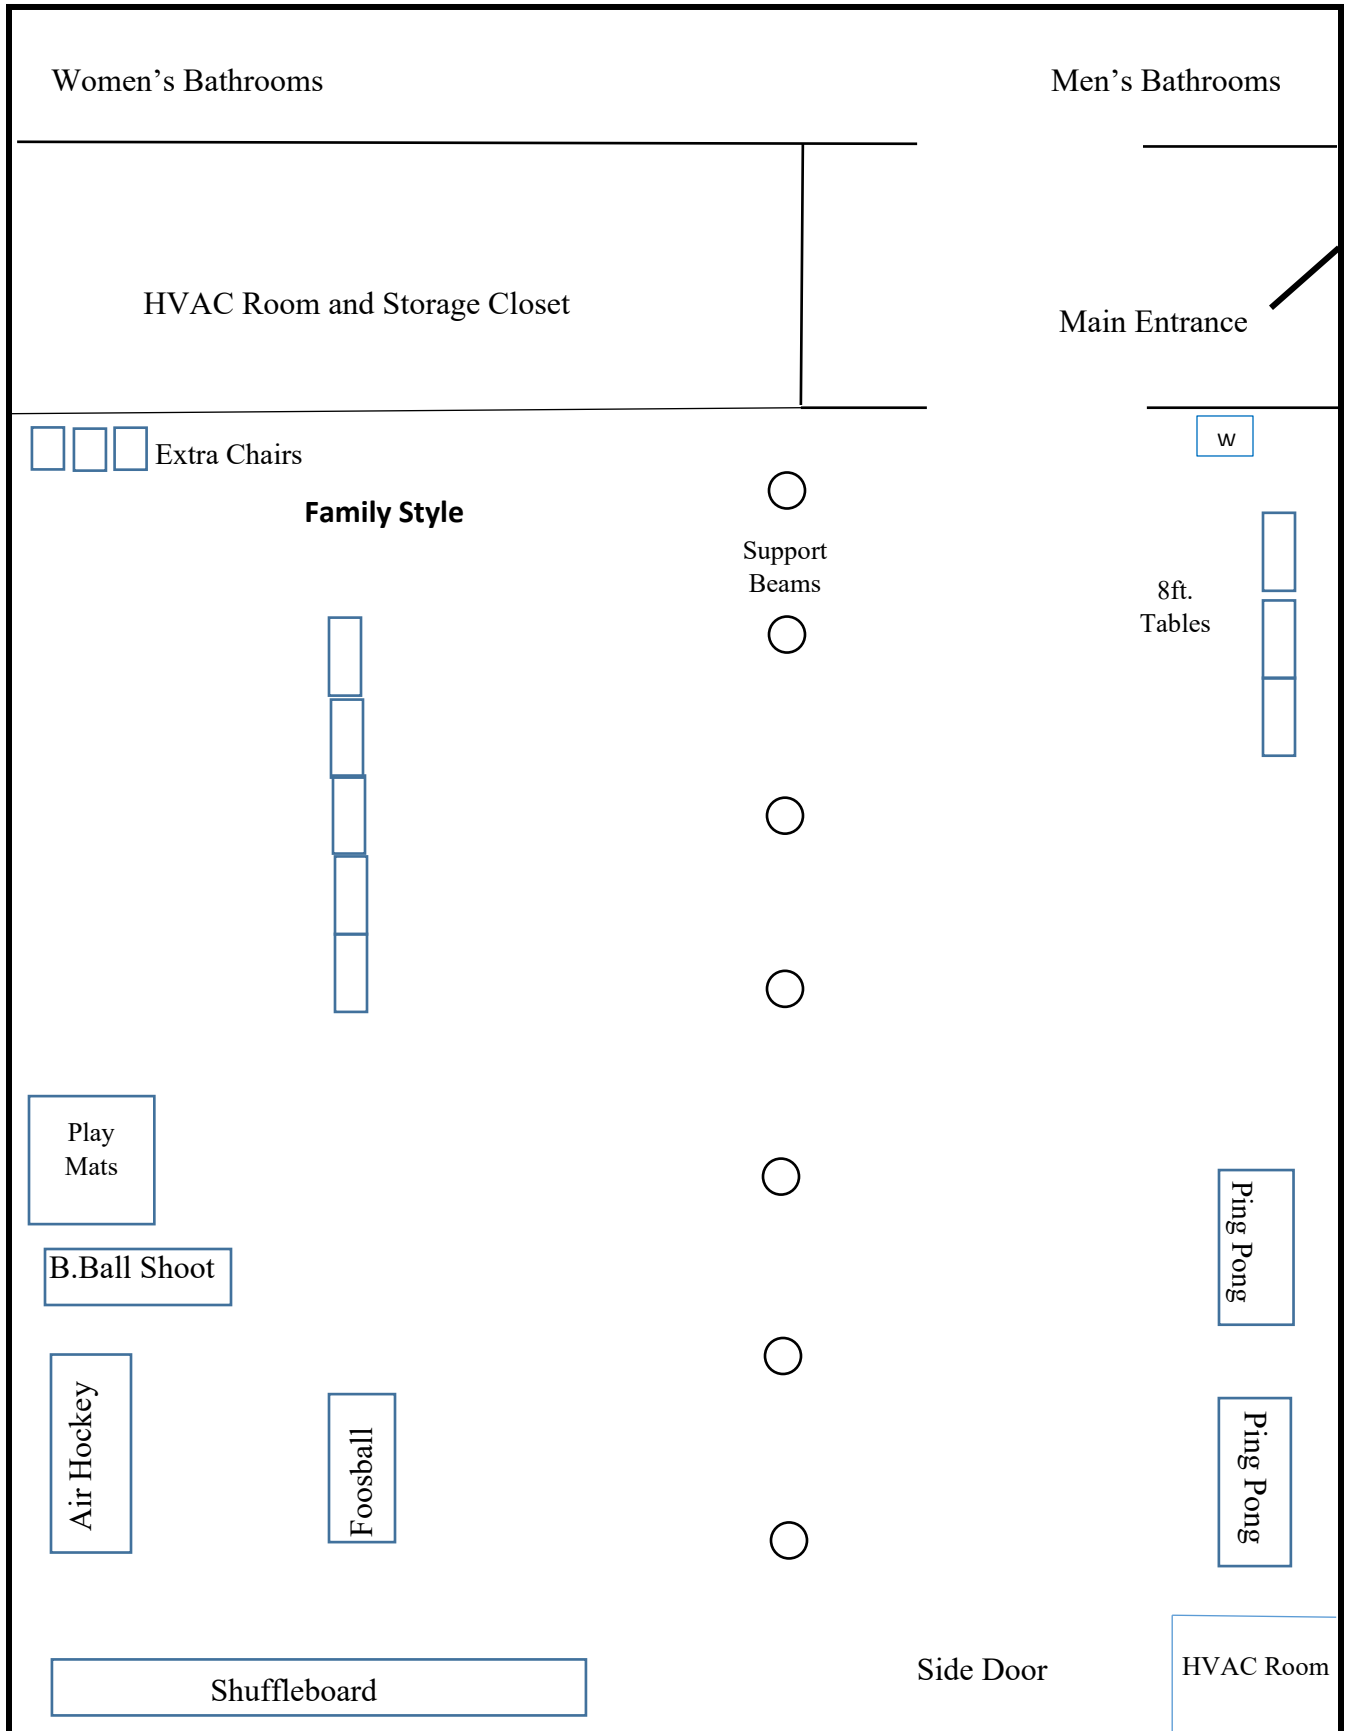 Women’s Bathrooms
Men’s Bathrooms
HVAC Room and Storage Closet
Main Entrance
Extra Chairs
W
Family Style
Support
Beams
8ft.
Tables
Play
Mats
Ping Pong
B.Ball Shoot
Air Hockey
Foosball
Ping Pong
Side Door
HVAC Room
Shuffleboard